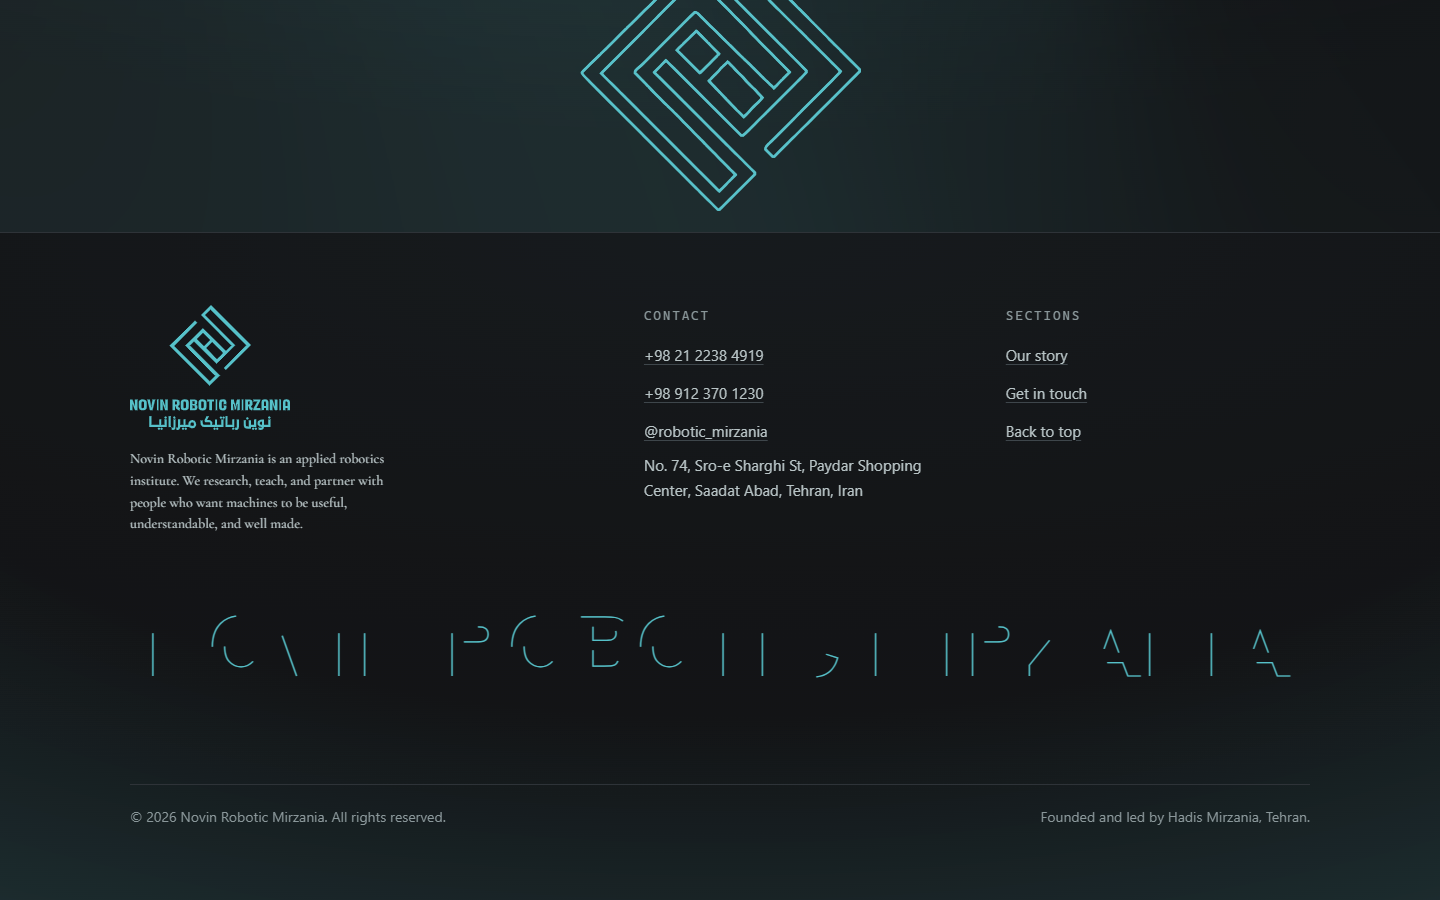 NOVIN ROBOTIC MIRZANIA
نوین رباتیک میرزانیا
Novin Robotic Mirzania is an applied robotics
institute. We research, teach, and partner with
people who want machines to be useful,
understandable, and well made.
CONTACT
+98 21 2238 4919
+98 912 370 1230
@robotic_mirzania
No. 74, Sro-e Sharghi St, Paydar Shopping
Center, Saadat Abad, Tehran, Iran
SECTIONS
Our story
Get in touch
Back to top
© 2026 Novin Robotic Mirzania. All rights reserved.
Founded and led by Hadis Mirzania, Tehran.